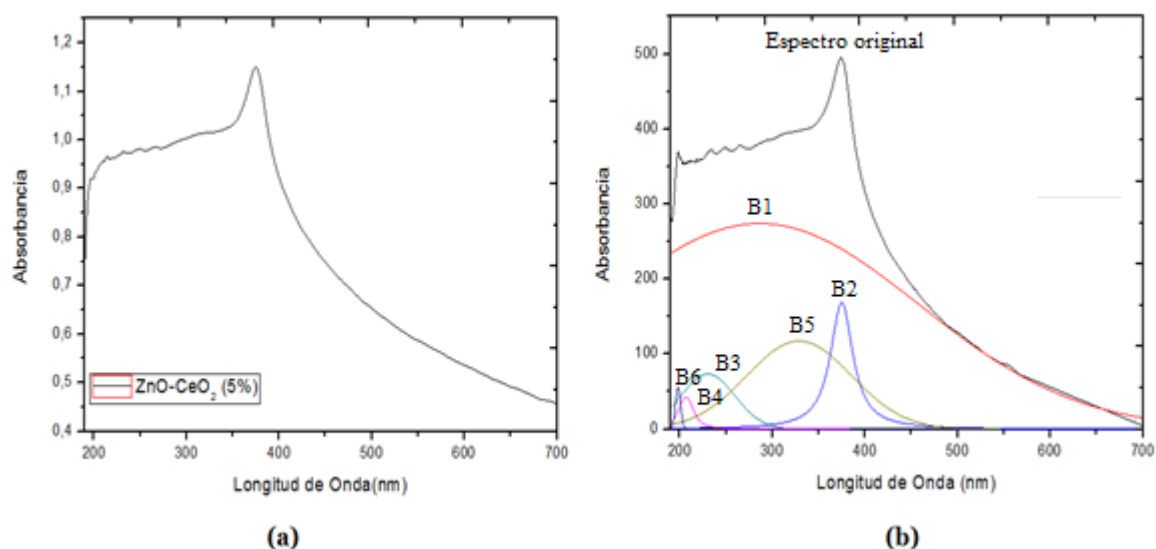 1,2
1,1
1,0
0,9
0,8
0,7
0,6
0,5
0,4
Absorbancia
ZnO-CeO₂ (5%)
200 300 400 500 600 700
Longitud de Onda(nm)
(a)
Espectro original
500
400
300
200
100
0
Absorbancia
B1
B2
B5
B3
B6
B4
200 300 400 500 600 700
Longitud de Onda (nm)
(b)